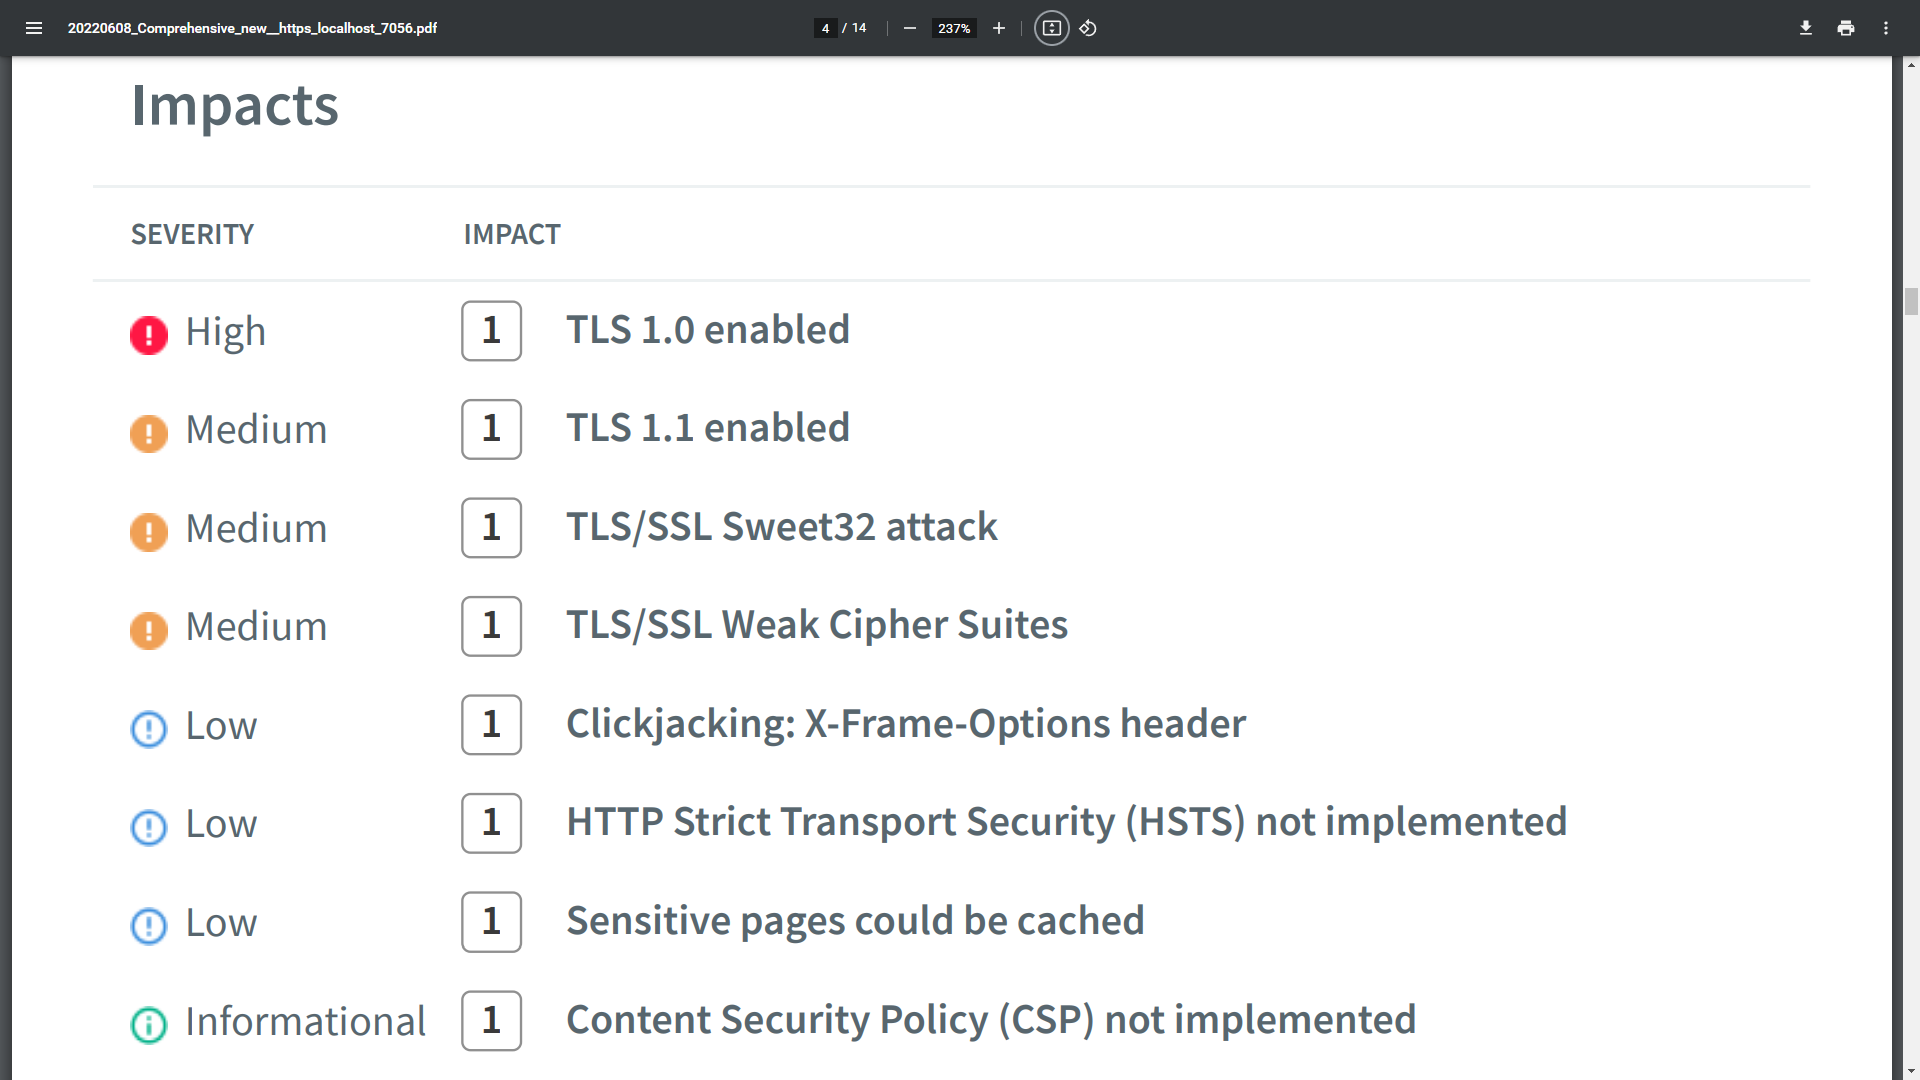 20220608_Comprehensive_new__https_localhost_7056.pdf
4 / 14
237%
Impacts
SEVERITY IMPACT
High 1 TLS 1.0 enabled
Medium 1 TLS 1.1 enabled
Medium 1 TLS/SSL Sweet32 attack
Medium 1 TLS/SSL Weak Cipher Suites
Low 1 Clickjacking: X-Frame-Options header
Low 1 HTTP Strict Transport Security (HSTS) not implemented
Low 1 Sensitive pages could be cached
Informational 1 Content Security Policy (CSP) not implemented